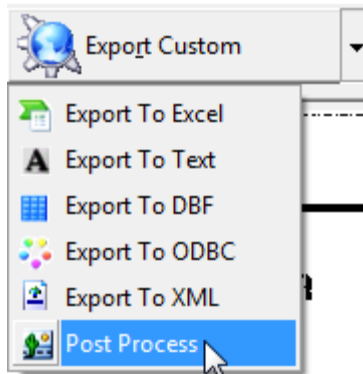 Export Custom
Export To Excel
Export To Text
Export To DBF
Export To ODBC
Export To XML
Post Process